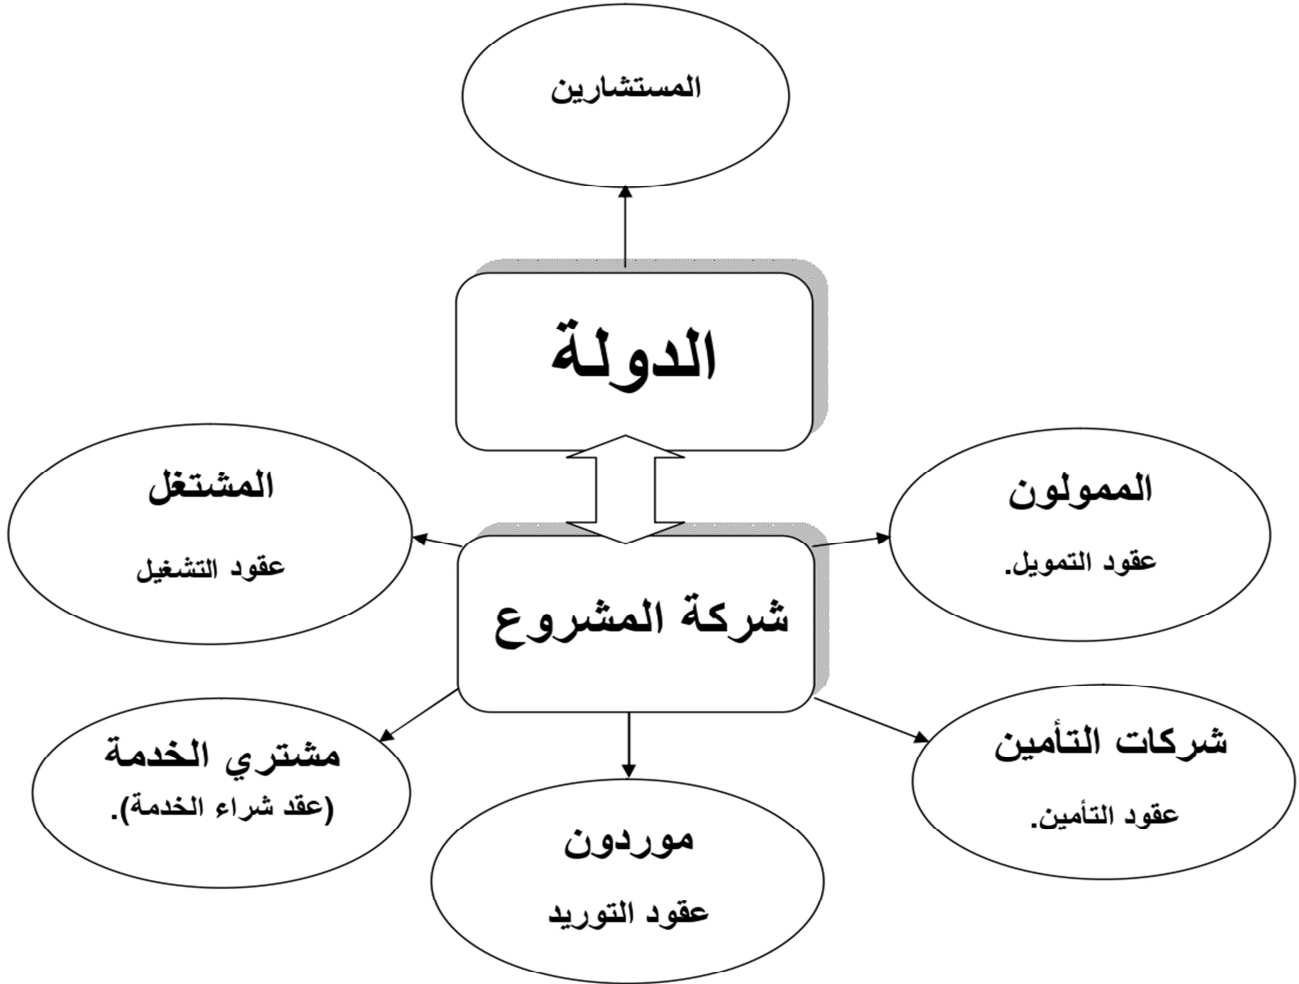 المستشارين
الدولة
الممولون
عقود التمويل.
المشتغل
عقود التشغيل
شركة المشروع
شركات التأمين
عقود التأمين.
مشتري الخدمة
(عقد شراء الخدمة).
موردون
عقود التوريد